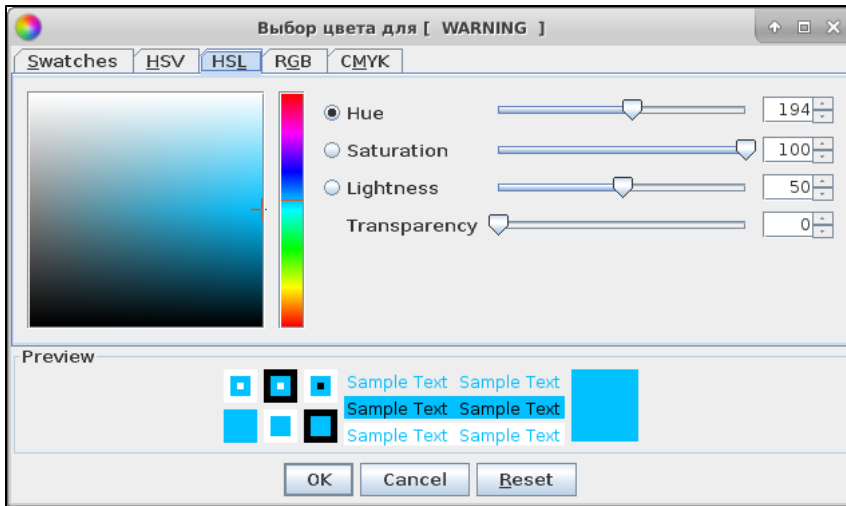 Выбор цвета для [ WARNING ]
Swatches HSV HSL RGB CMYK
Hue 194
Saturation 100
Lightness 50
Transparency 0
Preview
Sample Text Sample Text
Sample Text Sample Text
Sample Text Sample Text
OK Cancel Reset